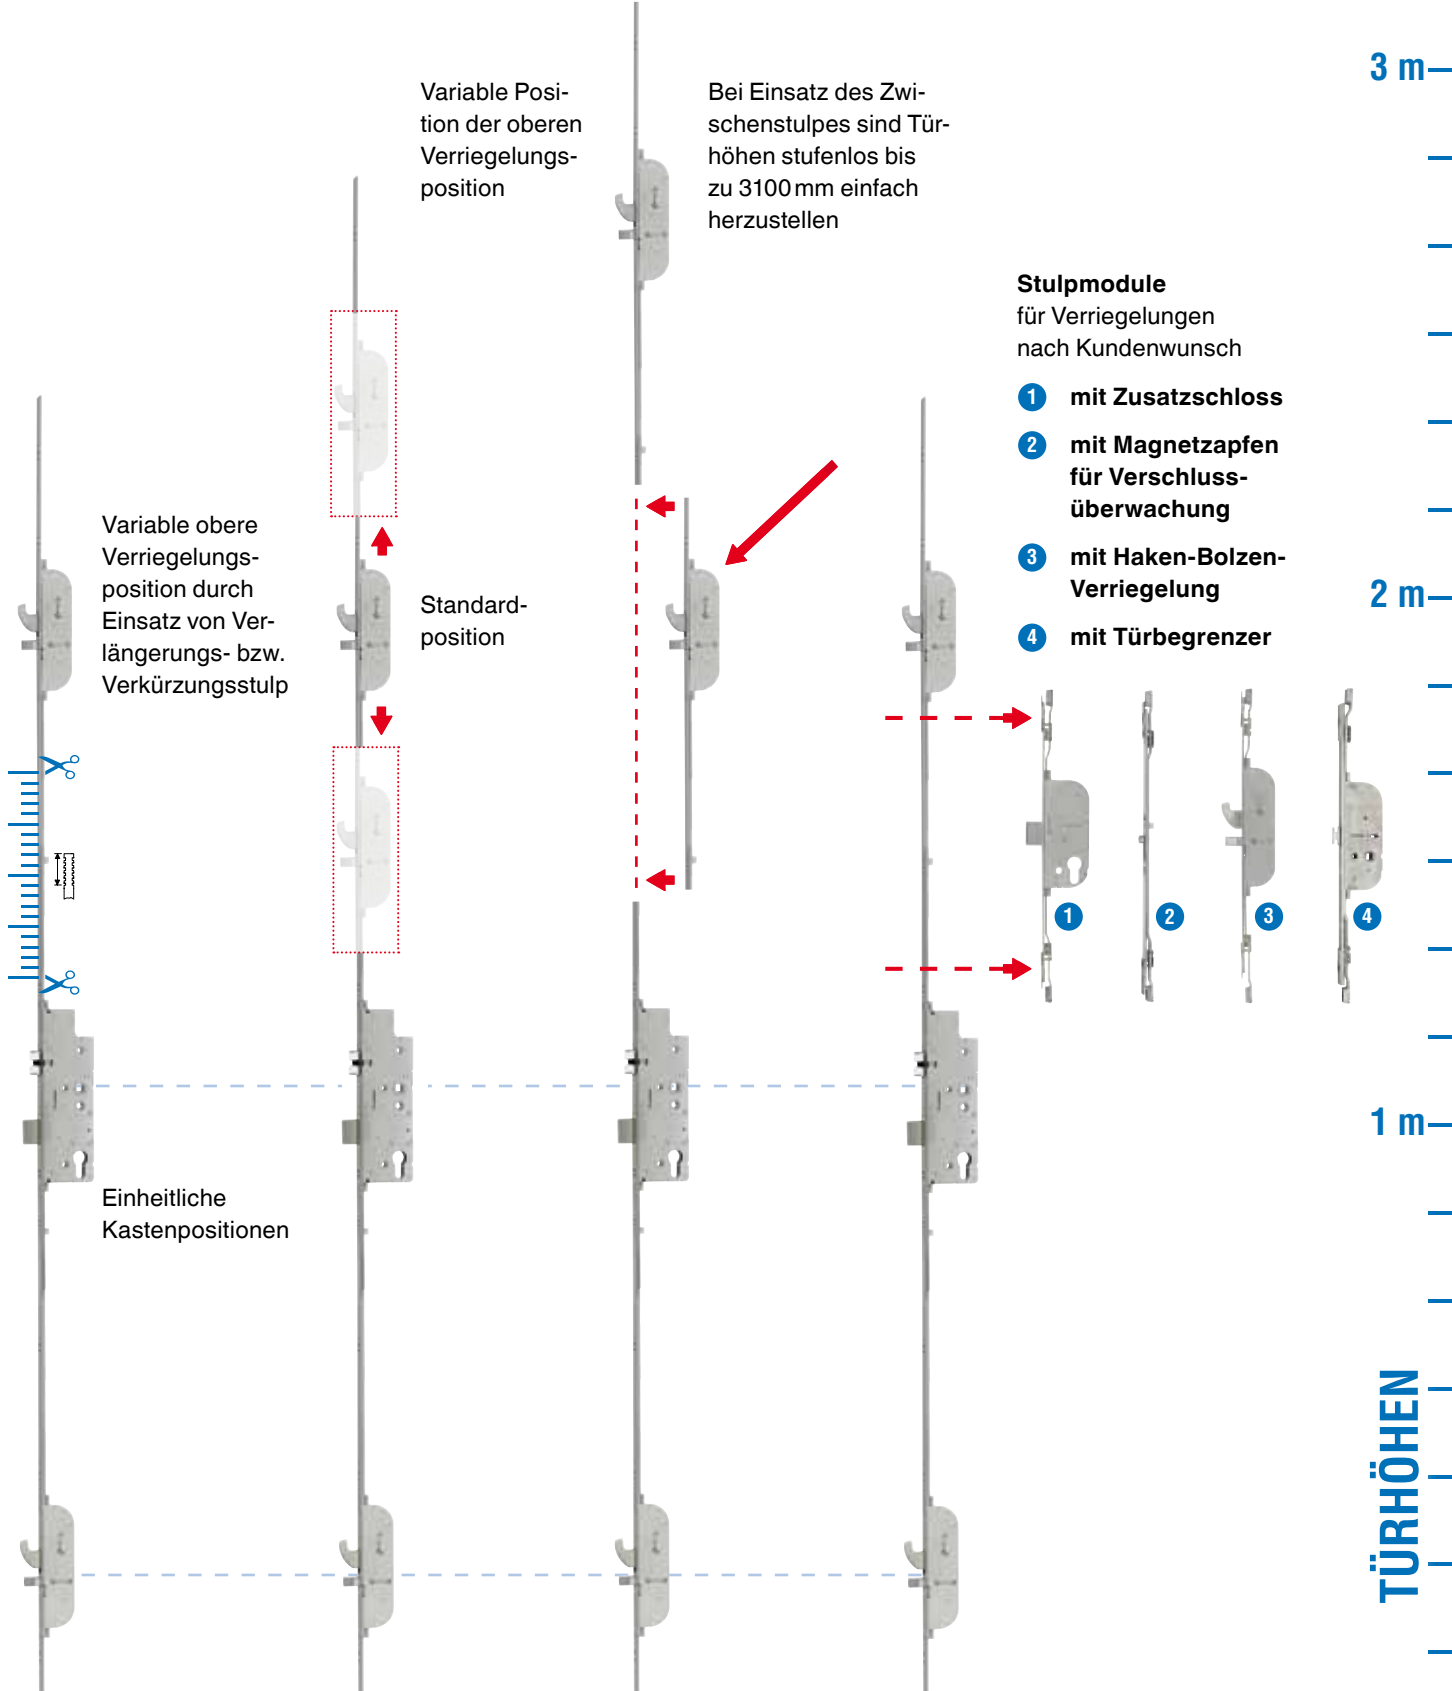 3 m
Variable Posi-
tion der oberen
Verriegelungs-
position
Bei Einsatz des Zwi-
schenstulpes sind Tür-
höhen stufenlos bis
zu 3100 mm einfach
herzustellen
Stulpmodule
für Verriegelungen
nach Kundenwunsch
1 mit Zusatzschloss
2 mit Magnetzapfen
für Verschluss-
überwachung
3 mit Haken-Bolzen-
Verriegelung
4 mit Türbegrenzer
Variable obere
Verriegelungs-
position durch
Einsatz von Ver-
längerungs- bzw.
Verkürzungsstulp
Standard-
position
2 m
1 2 3 4
1 m
Einheitliche
Kastenpositionen
TÜRHÖHEN